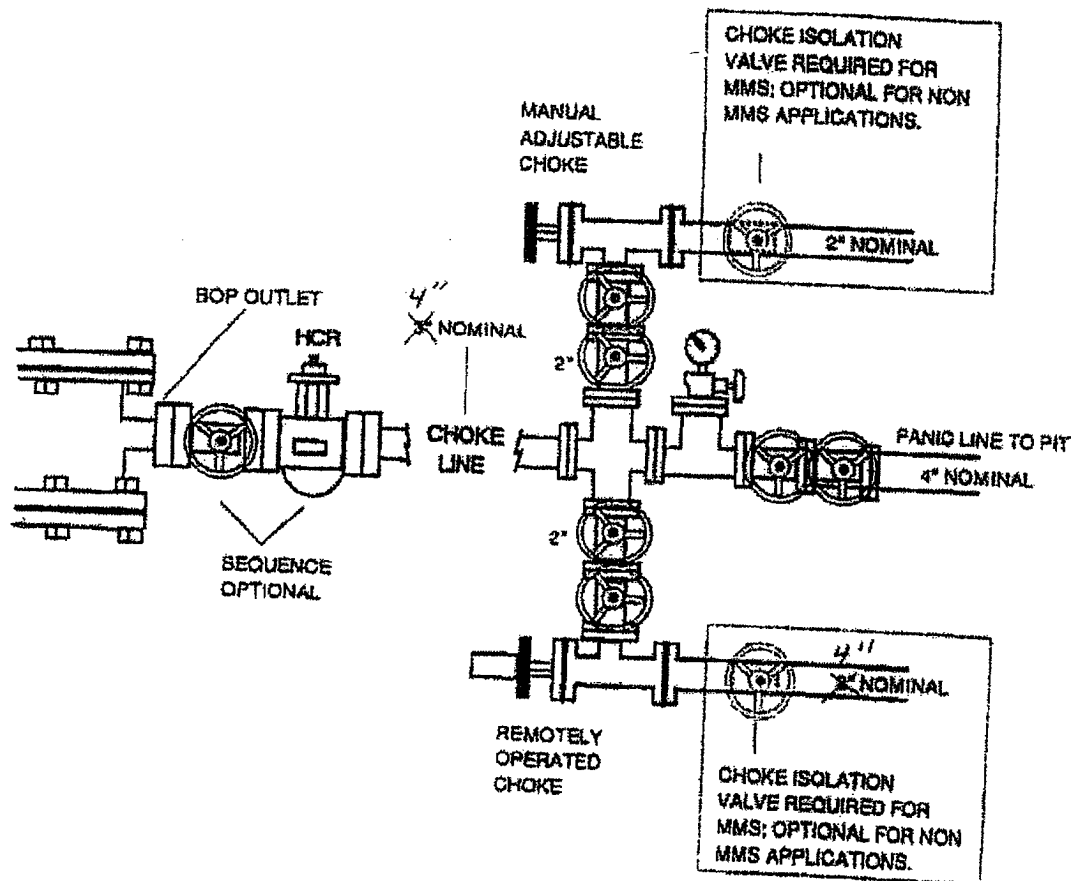 CHOKE ISOLATION
VALVE REQUIRED FOR
MMS; OPTIONAL FOR NON
MMS APPLICATIONS.
MANUAL
ADJUSTABLE
CHOKE
2" NOMINAL
BOP OUTLET
HCR
4"
3" NOMINAL
2"
CHOKE
LINE
PANIC LINE TO PIT
4" NOMINAL
SEQUENCE
OPTIONAL
2"
4"
NOMINAL
REMOTELY
OPERATED
CHOKE
CHOKE ISOLATION
VALVE REQUIRED FOR
MMS; OPTIONAL FOR NON
MMS APPLICATIONS.